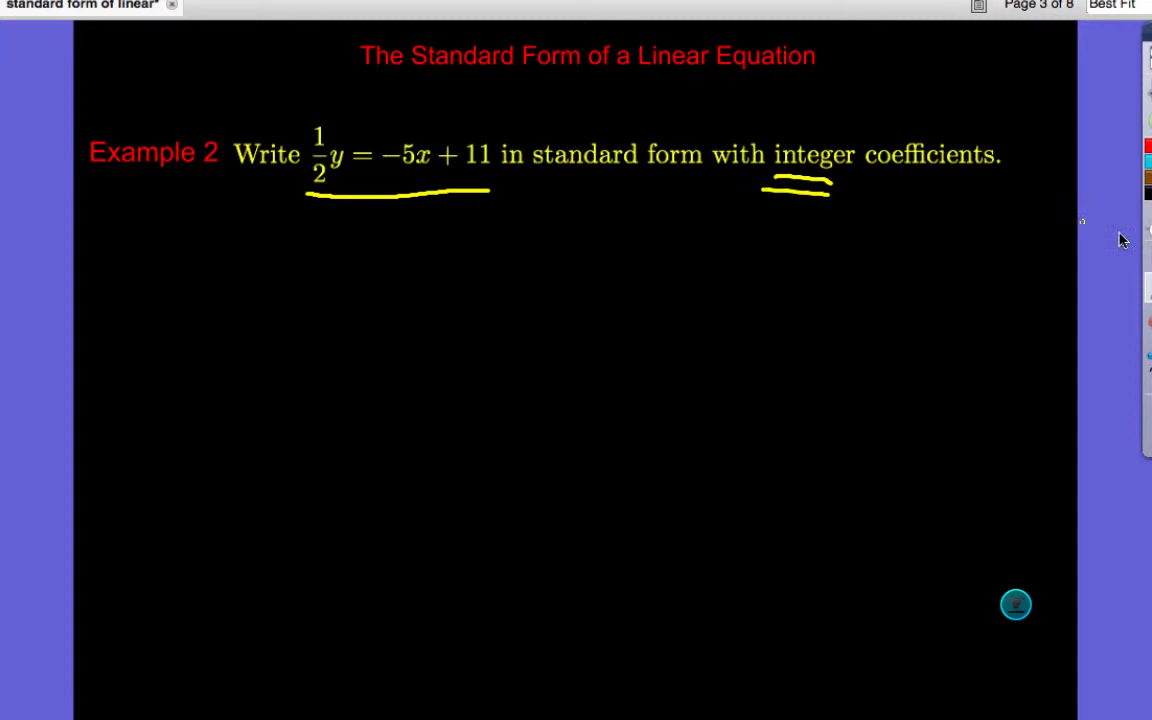 standard form of linear*
Page 3 of 8
Best Fit
The Standard Form of a Linear Equation
Example 2 Write 1/2 y = −5x + 11 in standard form with integer coefficients.